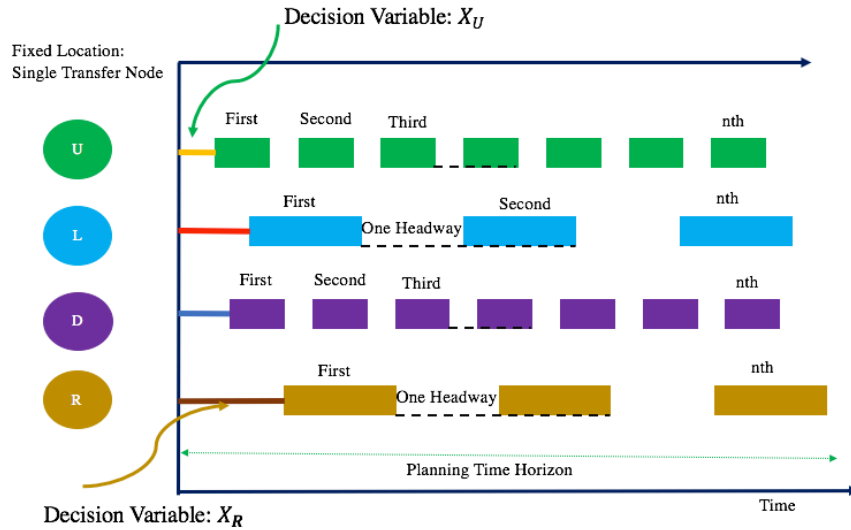 Decision Variable: X_U
Fixed Location:
Single Transfer Node
First Second Third nth
U
First Second nth
L
One Headway
First Second Third nth
D
First nth
R
One Headway
Planning Time Horizon
Time
Decision Variable: X_R